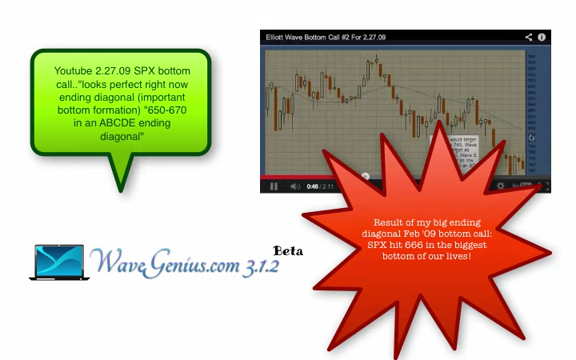 Elliott Wave Bottom Call #2 For 2.27.09
Youtube 2.27.09 SPX bottom
call.."looks perfect right now
ending diagonal (important
bottom formation) "650-670
in an ABCDE ending
diagonal"
0:46 / 2:11
Result of my big ending
diagonal Feb '09 bottom call:
SPX hit 666 in the biggest
bottom of our lives!
WaveGenius.com 3.1.2
Beta